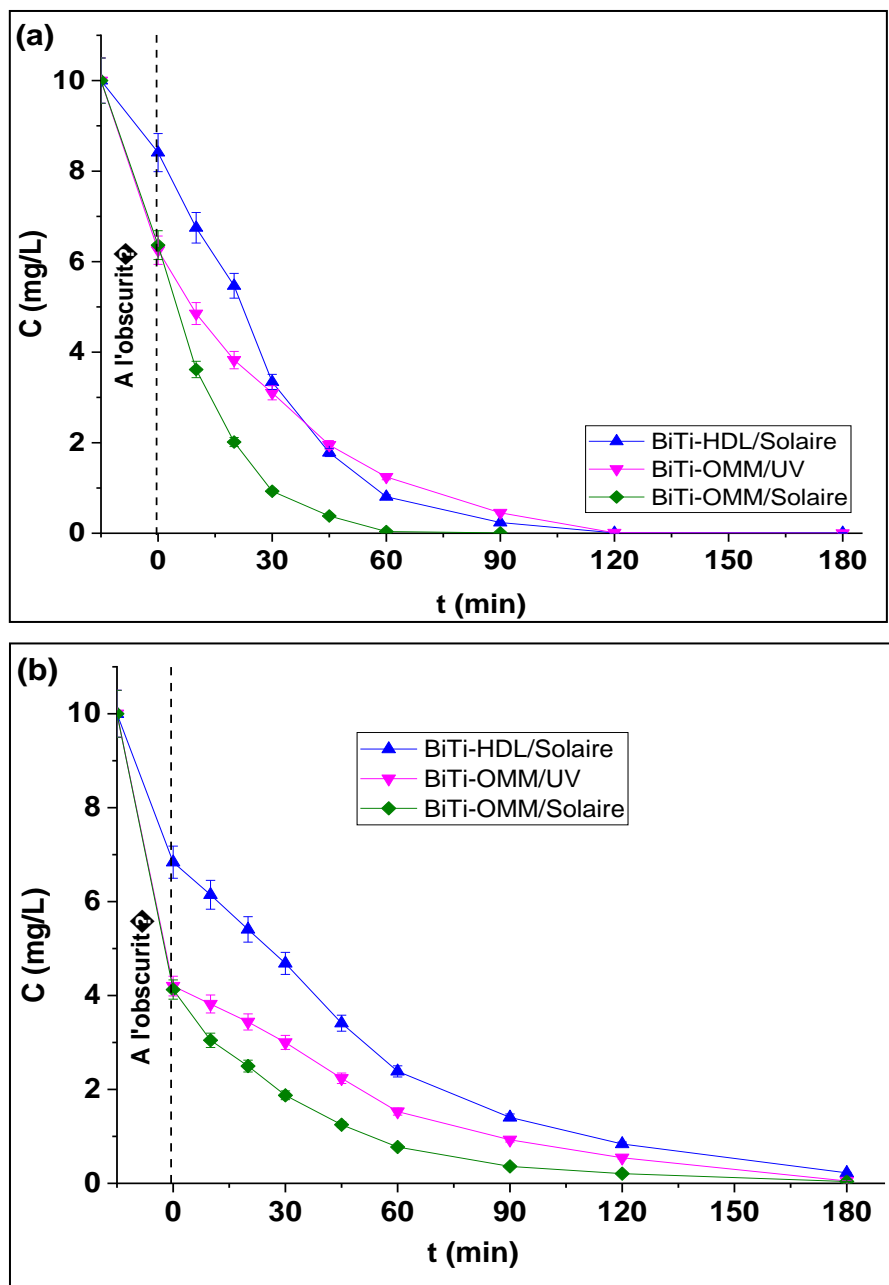 (a)
10
8
6
4
2
0
C (mg/L)
A l'obscurit�
BiTi-HDL/Solaire
BiTi-OMM/UV
BiTi-OMM/Solaire
0 30 60 90 120 150 180
t (min)
(b)
10
8
6
4
2
0
C (mg/L)
A l'obscurit�
BiTi-HDL/Solaire
BiTi-OMM/UV
BiTi-OMM/Solaire
0 30 60 90 120 150 180
t (min)